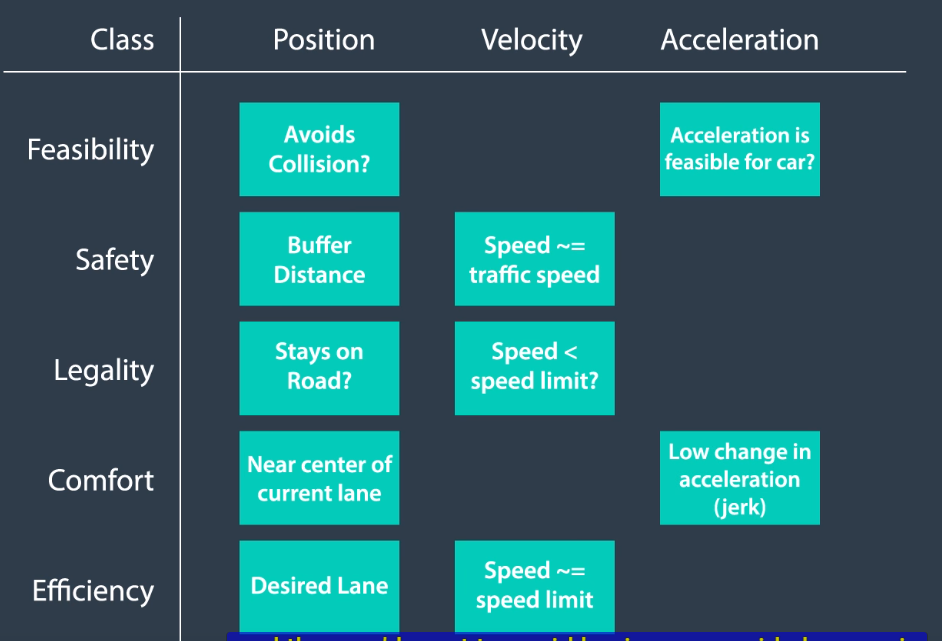 Class Position Velocity Acceleration
Feasibility
Avoids
Collision?
Acceleration is
feasible for car?
Safety
Buffer
Distance
Speed ~=
traffic speed
Legality
Stays on
Road?
Speed <
speed limit?
Comfort
Near center of
current lane
Low change in
acceleration
(jerk)
Efficiency
Desired Lane
Speed ~=
speed limit